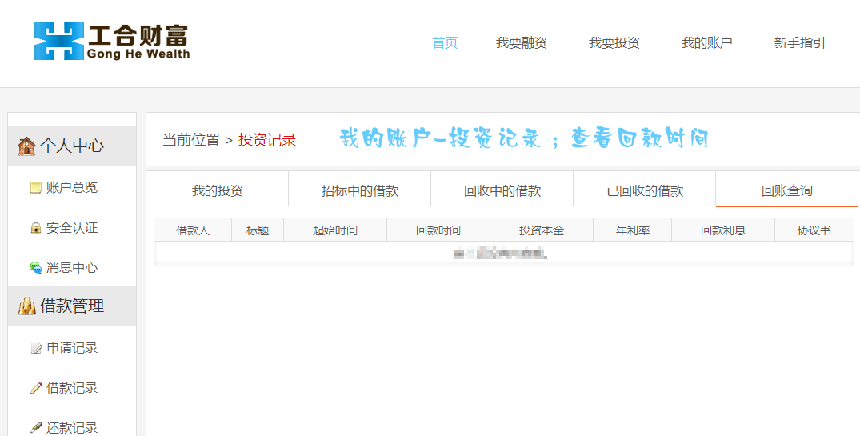 工合财富
Gong He Wealth
首页 我要融资 我要投资 我的账户 新手指引
个人中心
账户总览
安全认证
消息中心
借款管理
申请记录
借款记录
还款记录
当前位置 > 投资记录 我的账户-投资记录；查看回款时间
我的投资 招标中的借款 回收中的借款 已回收的借款 回账查询
借款人 标题 起始时间 回款时间 投资本金 年利率 回款利息 协议书